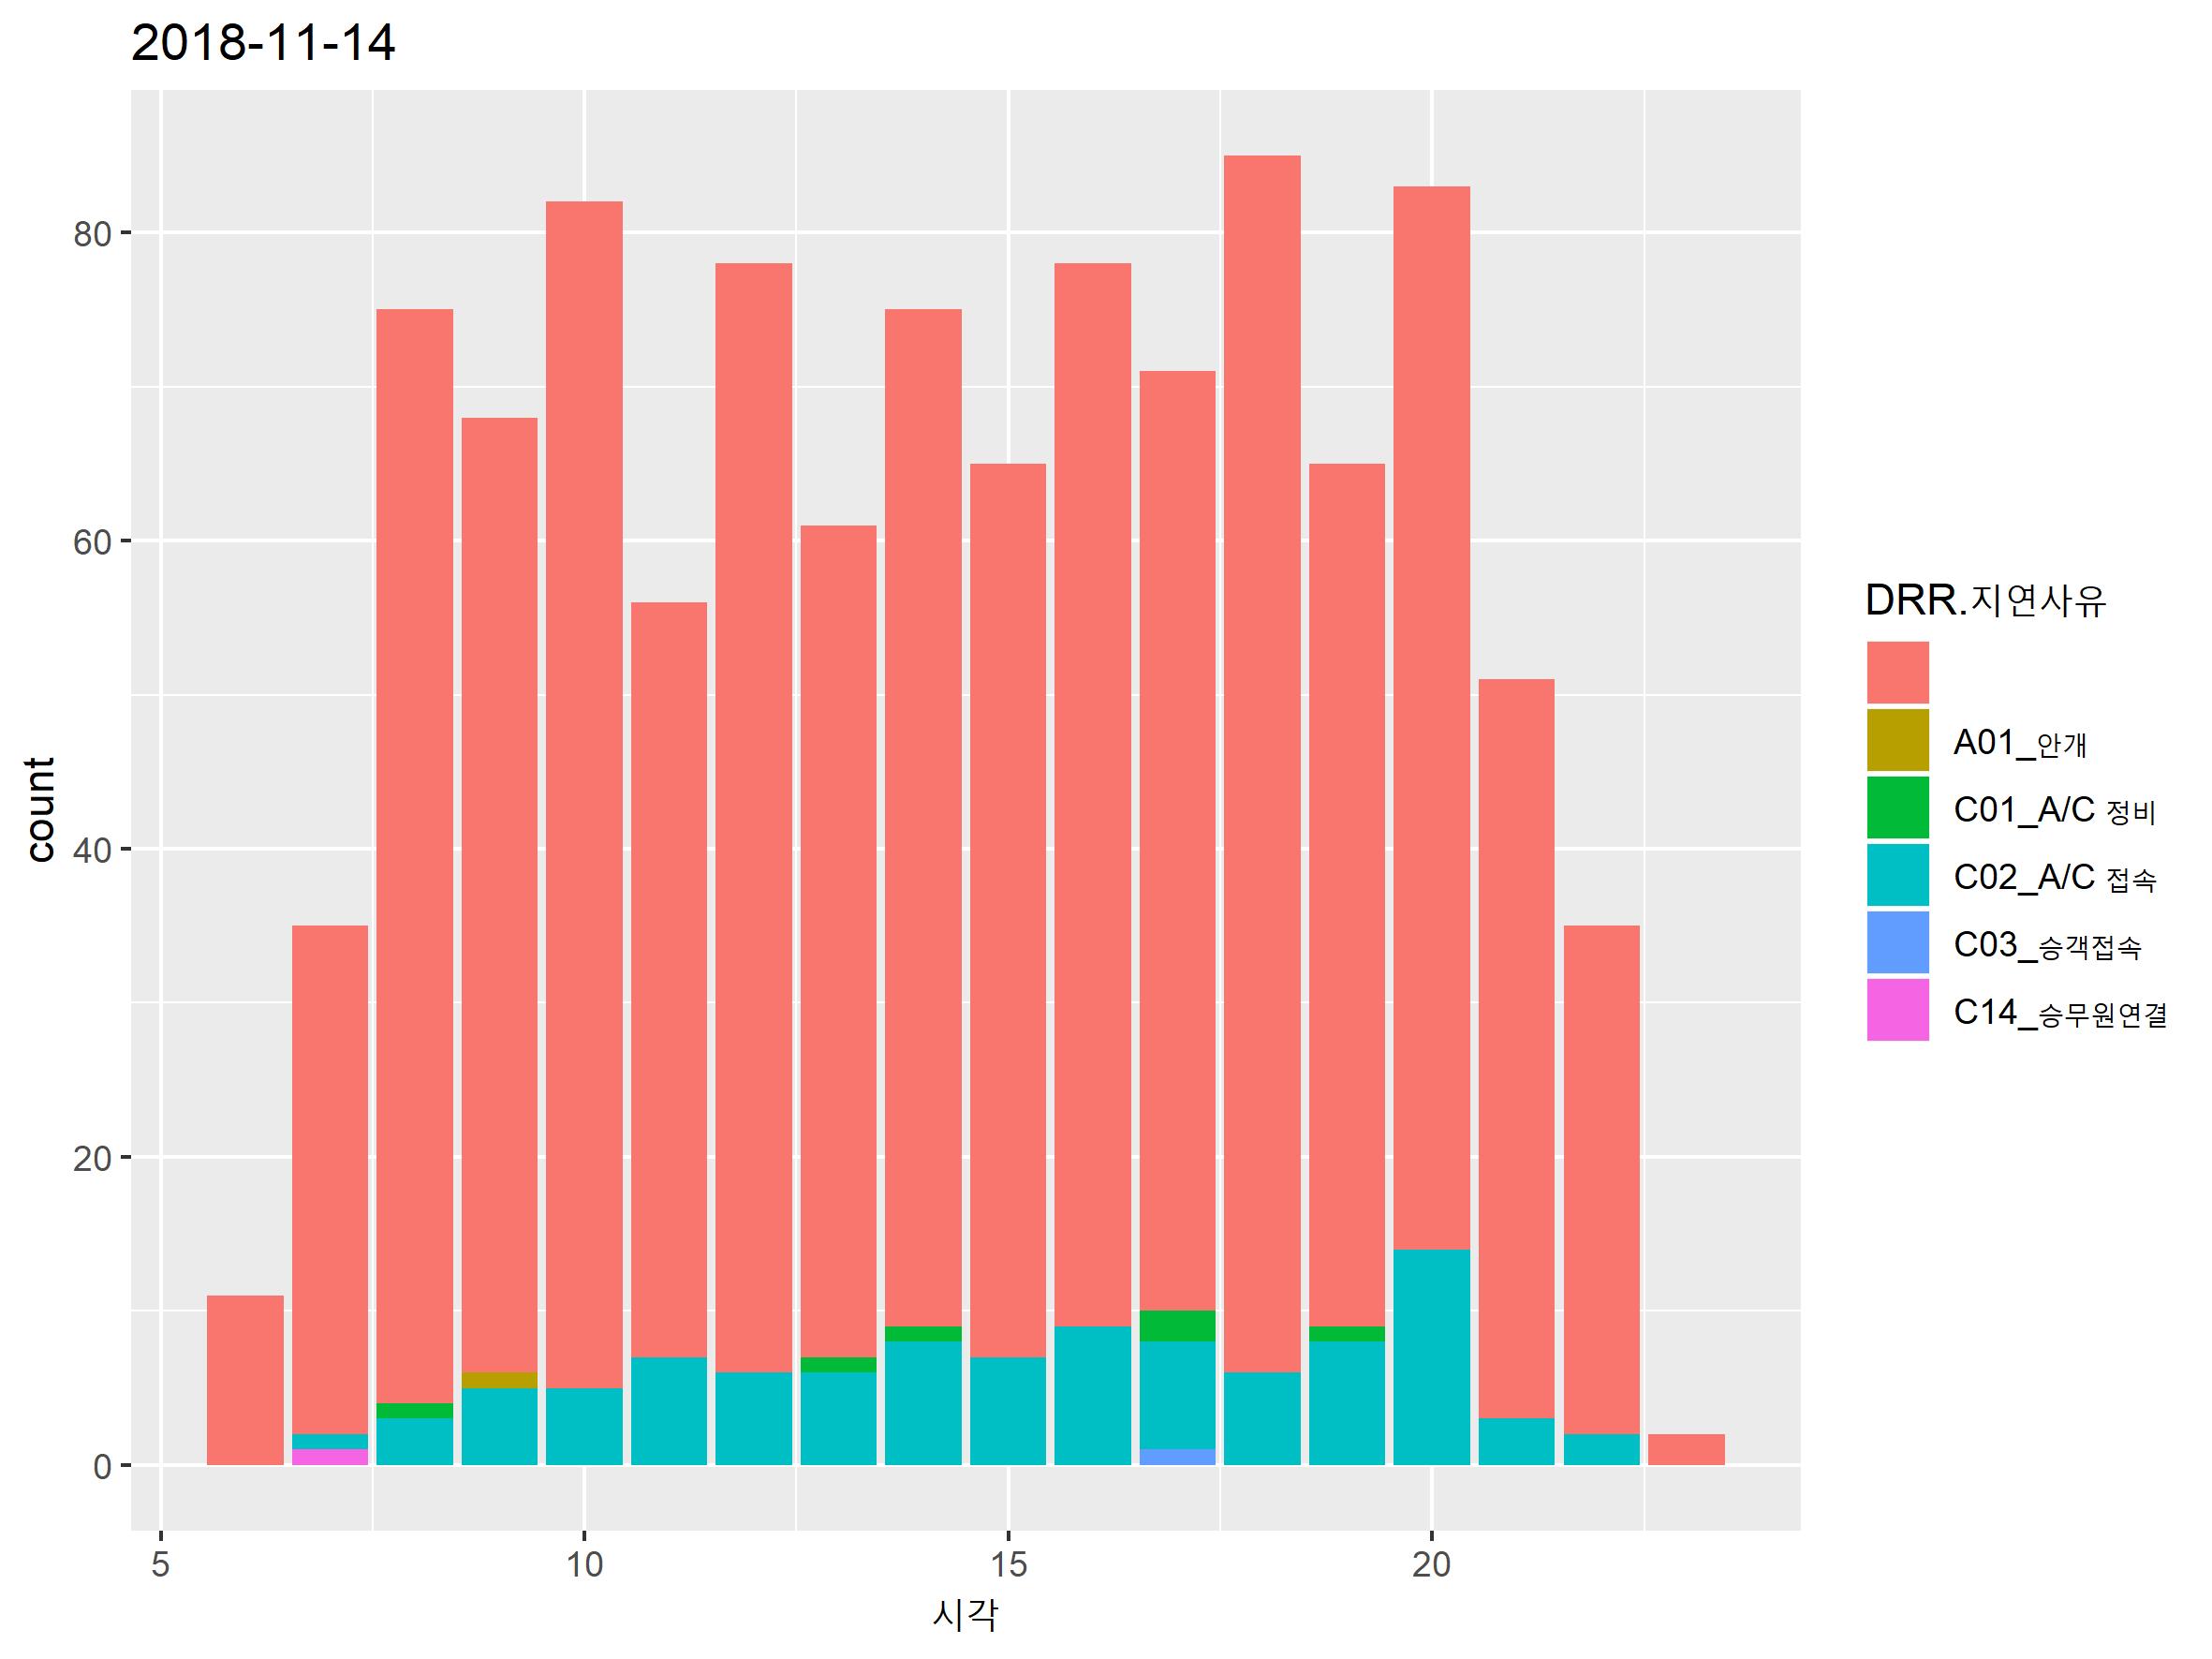 2018-11-14
80
60
40
20
0
count
5 10 15 20
시각
DRR.지연사유
A01_안개
C01_A/C 정비
C02_A/C 접속
C03_승객접속
C14_승무원연결